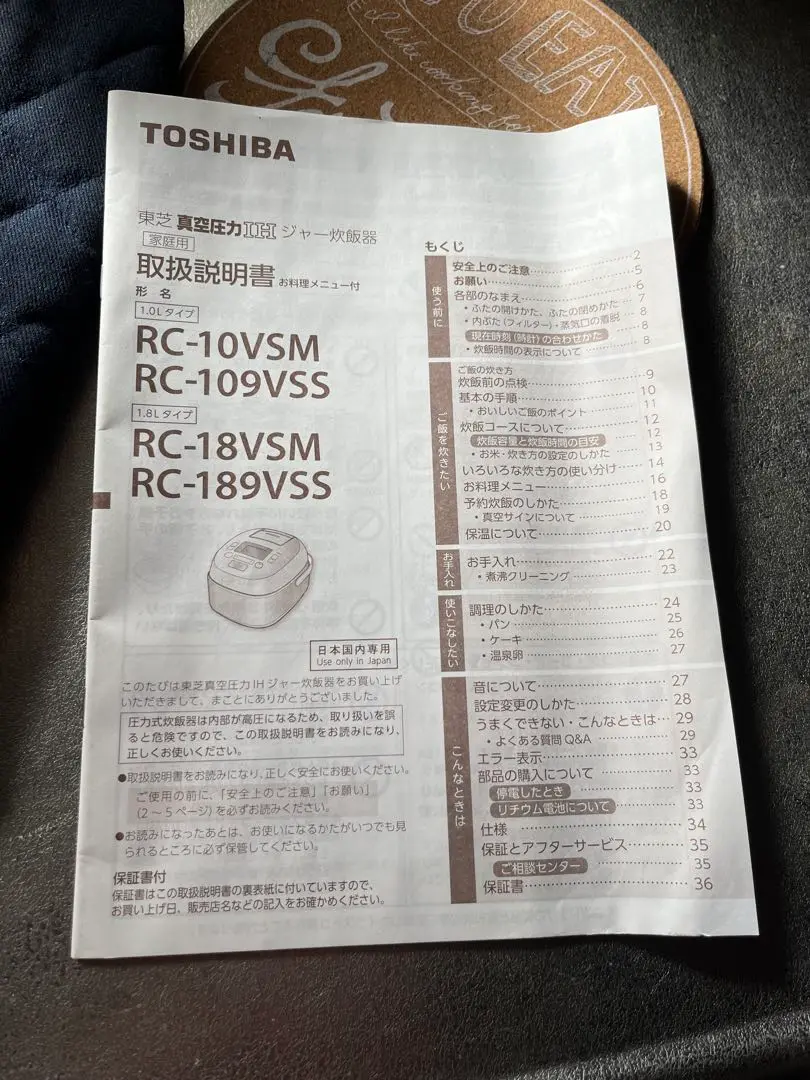 EAT
I like cooking
TOSHIBA
東芝 真空圧力IHジャー炊飯器
家庭用
取扱説明書 お料理メニュー付
形 名
1.0Lタイプ
RC-10VSM
RC-109VSS
1.8Lタイプ
RC-18VSM
RC-189VSS
日本国内専用
Use only in Japan
このたびは東芝真空圧力IHジャー炊飯器をお買い上げ
いただきまして、まことにありがとうございました。
圧力式炊飯器は内部が高圧になるため、取り扱いを誤
ると危険ですので、この取扱説明書をお読みになり、
正しくお使いください。
●取扱説明書をお読みになり、正しく安全にお使いください。
ご使用の前に、「安全上のご注意」「お願い」
(2〜5ページ)を必ずお読みください。
●お読みになったあとは、お使いになるかたがいつでも見
られるところに必ず保管してください。
保証書付
保証書はこの取扱説明書の裏表紙に付いていますので、
お買い上げ日、販売店名などの記入をお確かめください。
もくじ
使う前に
安全上のご注意 2
お願い 5
各部のなまえ 6
・ふたの開けかた、ふたの閉めかた 7
・内ぶた(フィルター)・蒸気口の着脱 8
現在時刻(時計)の合わせかた 8
・炊飯時間の表示について 8
ご飯を炊きたい
ご飯の炊き方
炊飯前の点検 9
基本の手順 10
・おいしいご飯のポイント 11
炊飯コースについて 12
炊飯容量と炊飯時間の目安 12
・お米・炊き方の設定のしかた 13
いろいろな炊き方の使い分け 14
お料理メニュー 16
予約炊飯のしかた 18
・真空サインについて 19
保温について 20
お手入れ
お手入れ 22
・煮沸クリーニング 23
使いこなしたい
調理のしかた 24
・パン 25
・ケーキ 26
・温泉卵 27
こんなときは
音について 27
設定変更のしかた 28
うまくできない・こんなときは 29
・よくある質問 Q&A 29
エラー表示 33
部品の購入について 33
停電したとき 33
リチウム電池について 33
仕様 34
保証とアフターサービス 35
ご相談センター 35
保証書 36